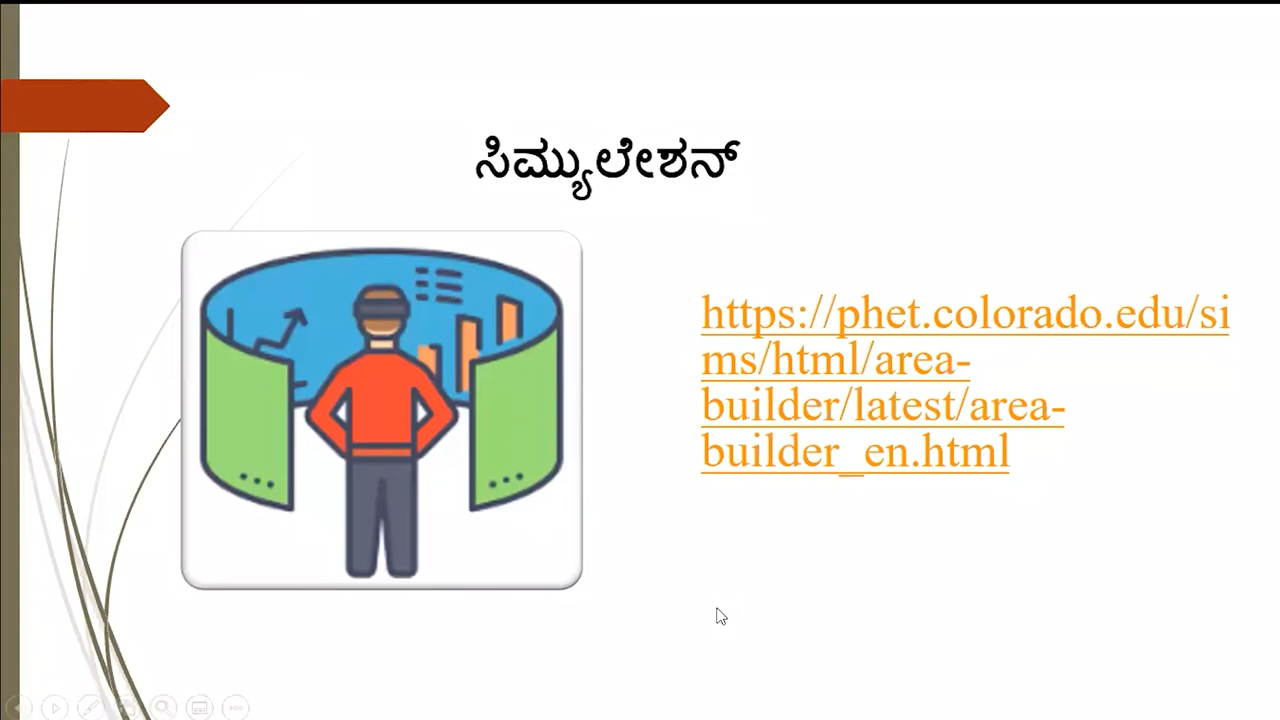 ಸಿಮ್ಯುಲೇಶನ್
https://phet.colorado.edu/si
ms/html/area-
builder/latest/area-
builder_en.html